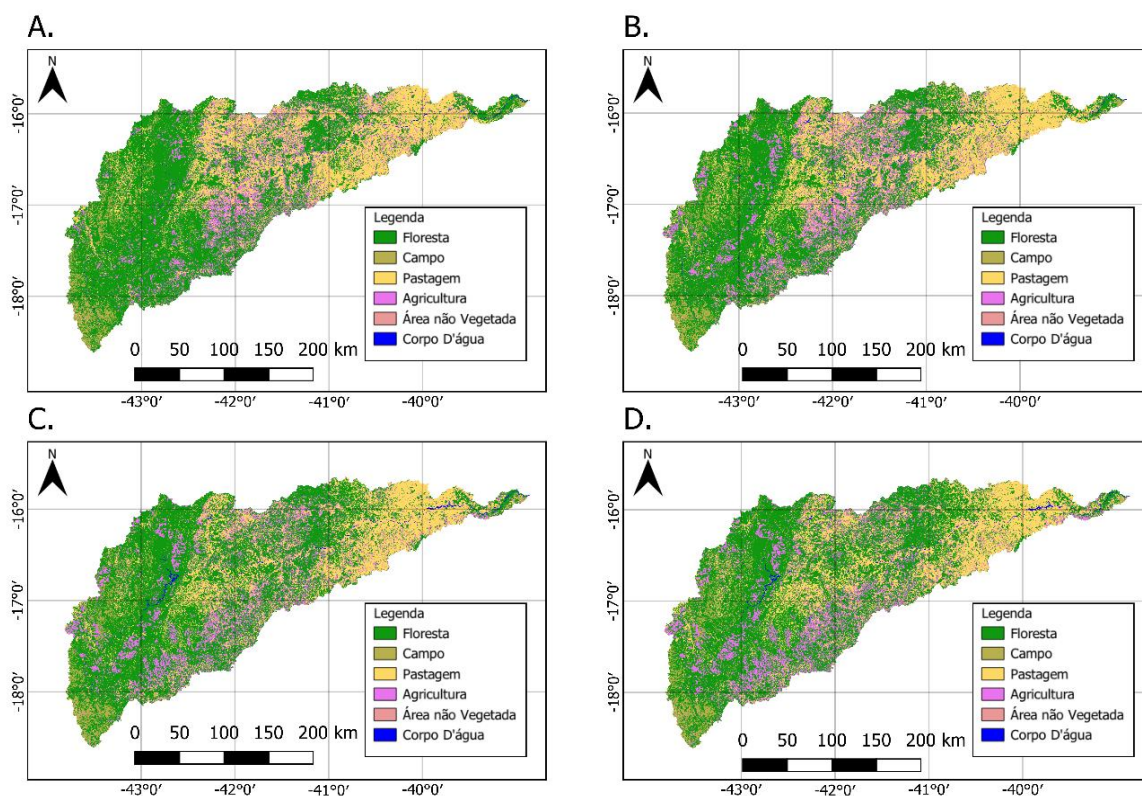 A.
N
-16°0'
-17°0'
-18°0'
Legenda
Floresta
Campo
Pastagem
Agricultura
Área não Vegetada
Corpo D'água
0 50 100 150 200 km
-43°0' -42°0' -41°0' -40°0'
B.
N
-16°0'
-17°0'
-18°0'
Legenda
Floresta
Campo
Pastagem
Agricultura
Área não Vegetada
Corpo D'água
0 50 100 150 200 km
-43°0' -42°0' -41°0' -40°0'
C.
N
-16°0'
-17°0'
-18°0'
Legenda
Floresta
Campo
Pastagem
Agricultura
Área não Vegetada
Corpo D'água
0 50 100 150 200 km
-43°0' -42°0' -41°0' -40°0'
D.
N
-16°0'
-17°0'
-18°0'
Legenda
Floresta
Campo
Pastagem
Agricultura
Área não Vegetada
Corpo D'água
0 50 100 150 200 km
-43°0' -42°0' -41°0' -40°0'